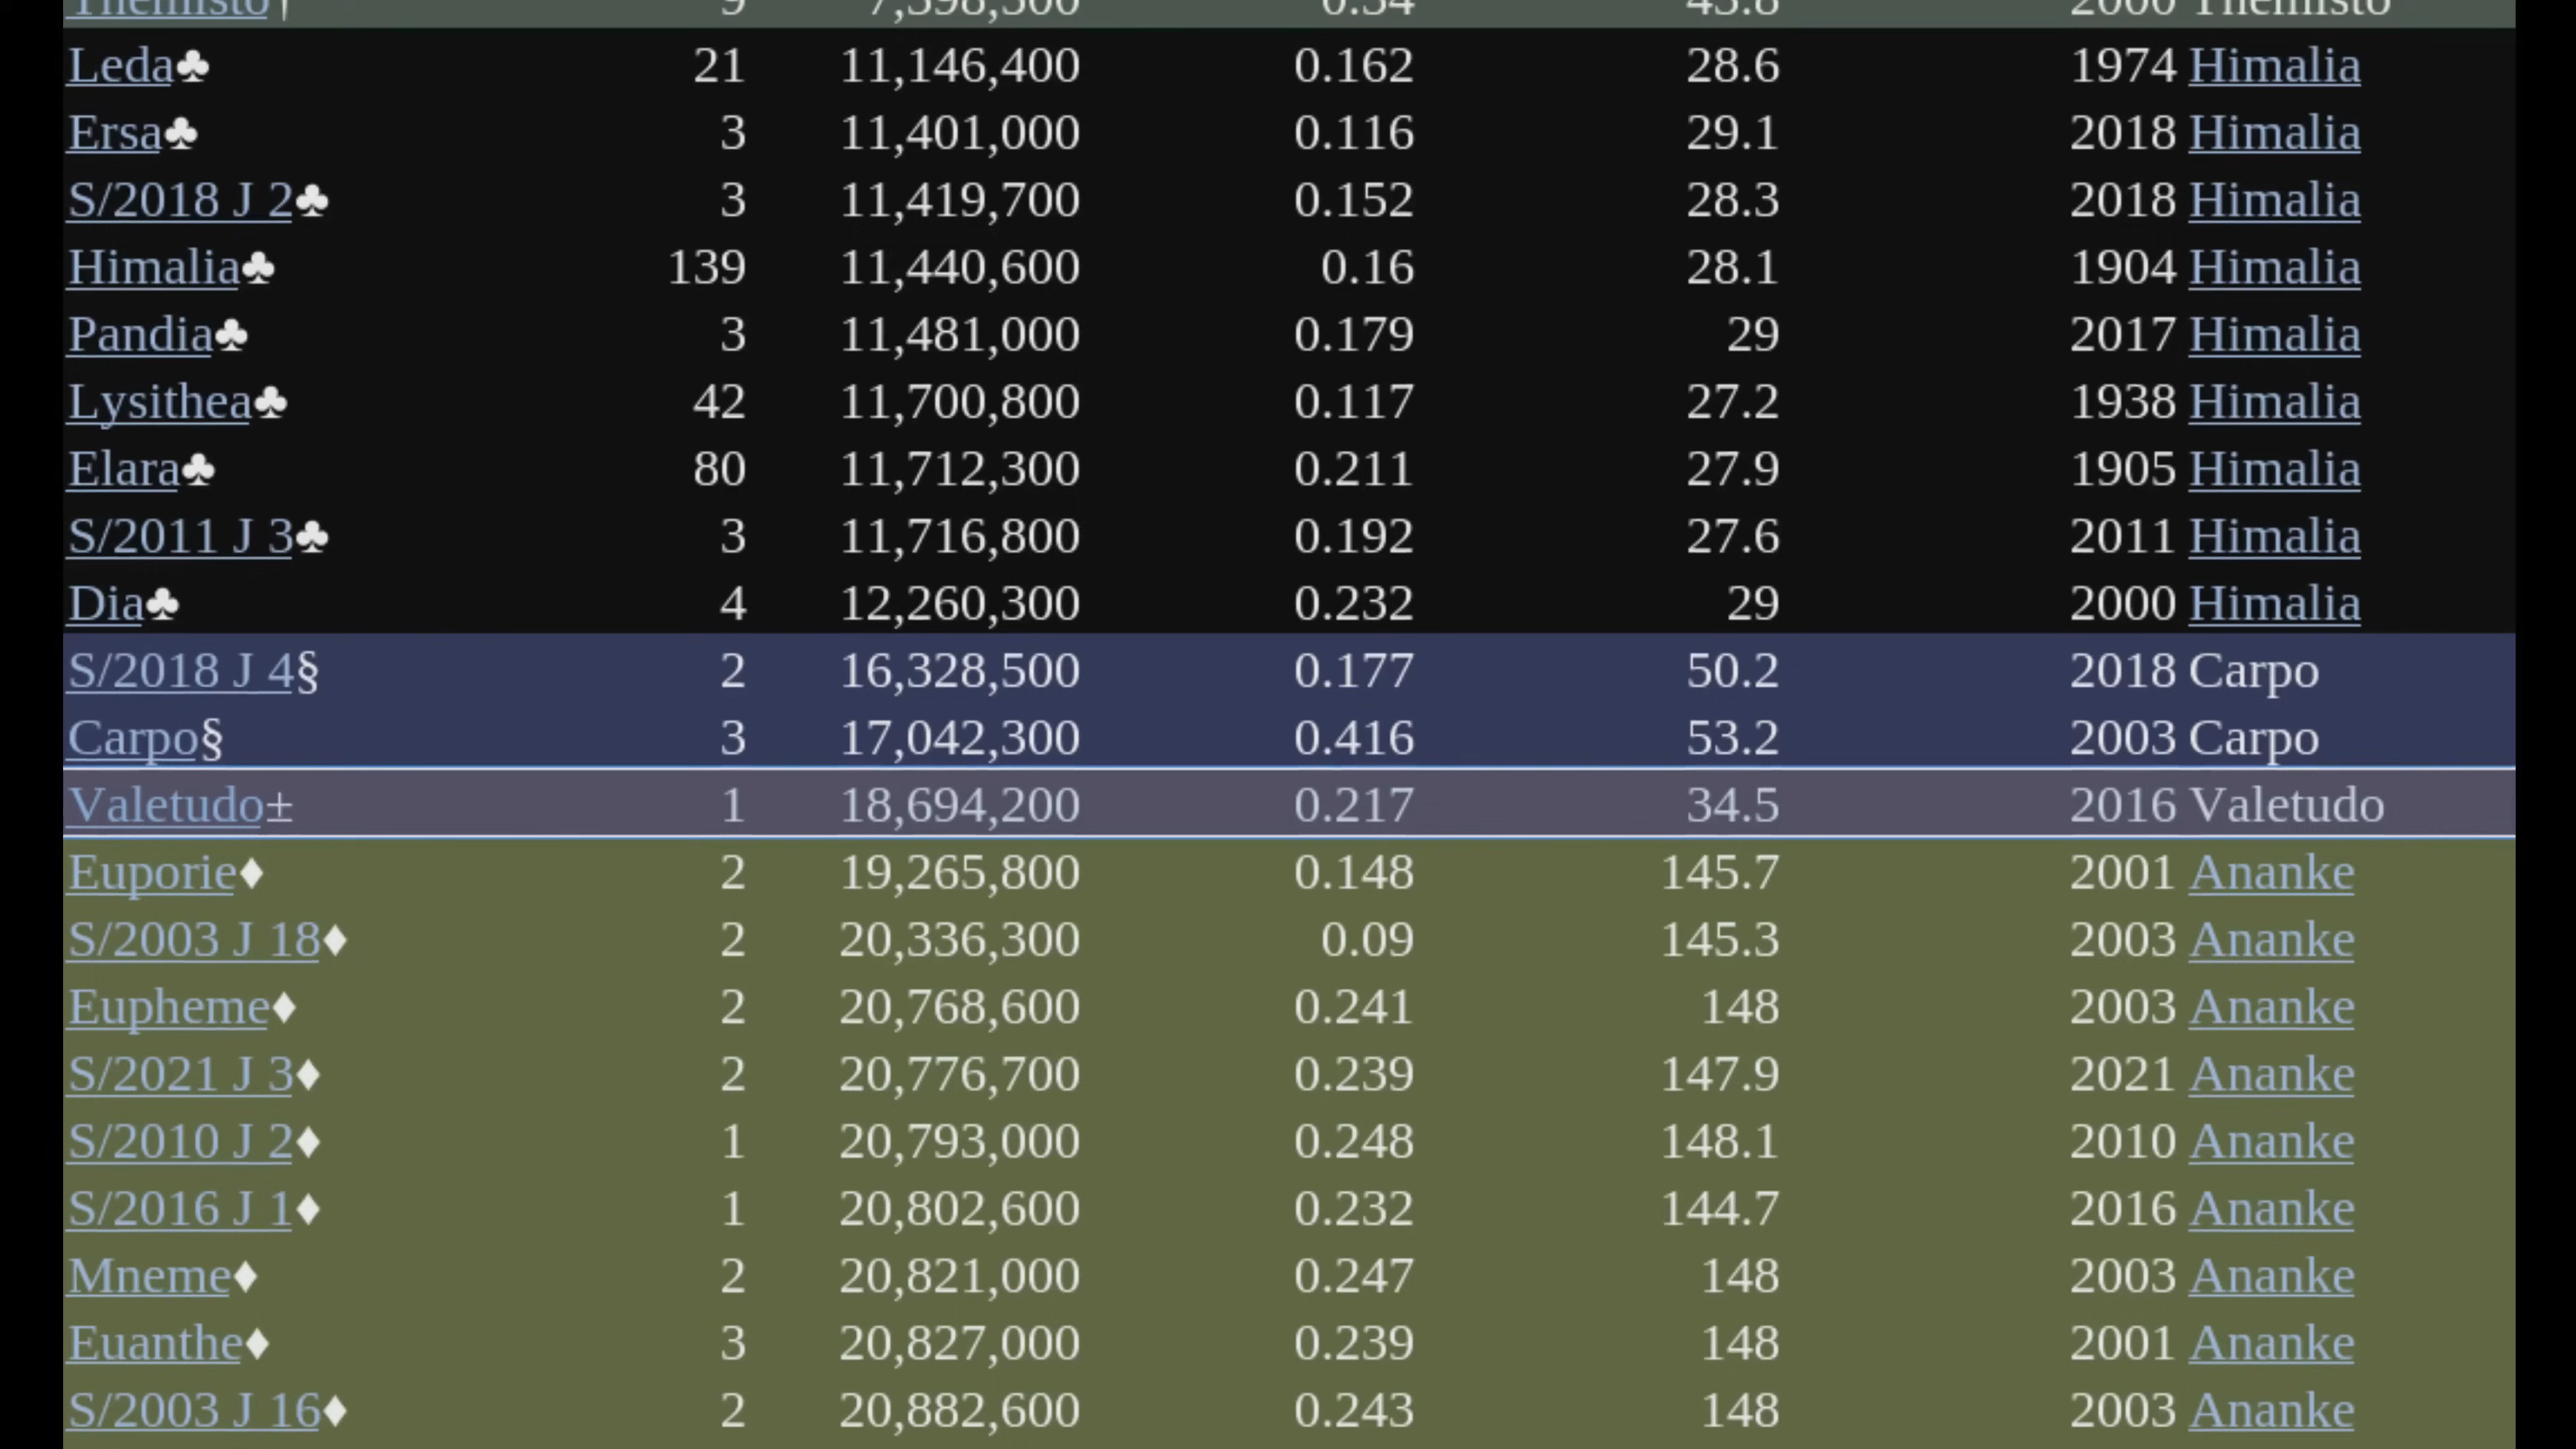 Themisto† 9 7,398,500 0.34 43.8 2000 Themisto
Leda♣ 21 11,146,400 0.162 28.6 1974 Himalia
Ersa♣ 3 11,401,000 0.116 29.1 2018 Himalia
S/2018 J 2♣ 3 11,419,700 0.152 28.3 2018 Himalia
Himalia♣ 139 11,440,600 0.16 28.1 1904 Himalia
Pandia♣ 3 11,481,000 0.179 29 2017 Himalia
Lysithea♣ 42 11,700,800 0.117 27.2 1938 Himalia
Elara♣ 80 11,712,300 0.211 27.9 1905 Himalia
S/2011 J 3♣ 3 11,716,800 0.192 27.6 2011 Himalia
Dia♣ 4 12,260,300 0.232 29 2000 Himalia
S/2018 J 4§ 2 16,328,500 0.177 50.2 2018 Carpo
Carpo§ 3 17,042,300 0.416 53.2 2003 Carpo
Valetudo± 1 18,694,200 0.217 34.5 2016 Valetudo
Euporie♦ 2 19,265,800 0.148 145.7 2001 Ananke
S/2003 J 18♦ 2 20,336,300 0.09 145.3 2003 Ananke
Eupheme♦ 2 20,768,600 0.241 148 2003 Ananke
S/2021 J 3♦ 2 20,776,700 0.239 147.9 2021 Ananke
S/2010 J 2♦ 1 20,793,000 0.248 148.1 2010 Ananke
S/2016 J 1♦ 1 20,802,600 0.232 144.7 2016 Ananke
Mneme♦ 2 20,821,000 0.247 148 2003 Ananke
Euanthe♦ 3 20,827,000 0.239 148 2001 Ananke
S/2003 J 16♦ 2 20,882,600 0.243 148 2003 Ananke